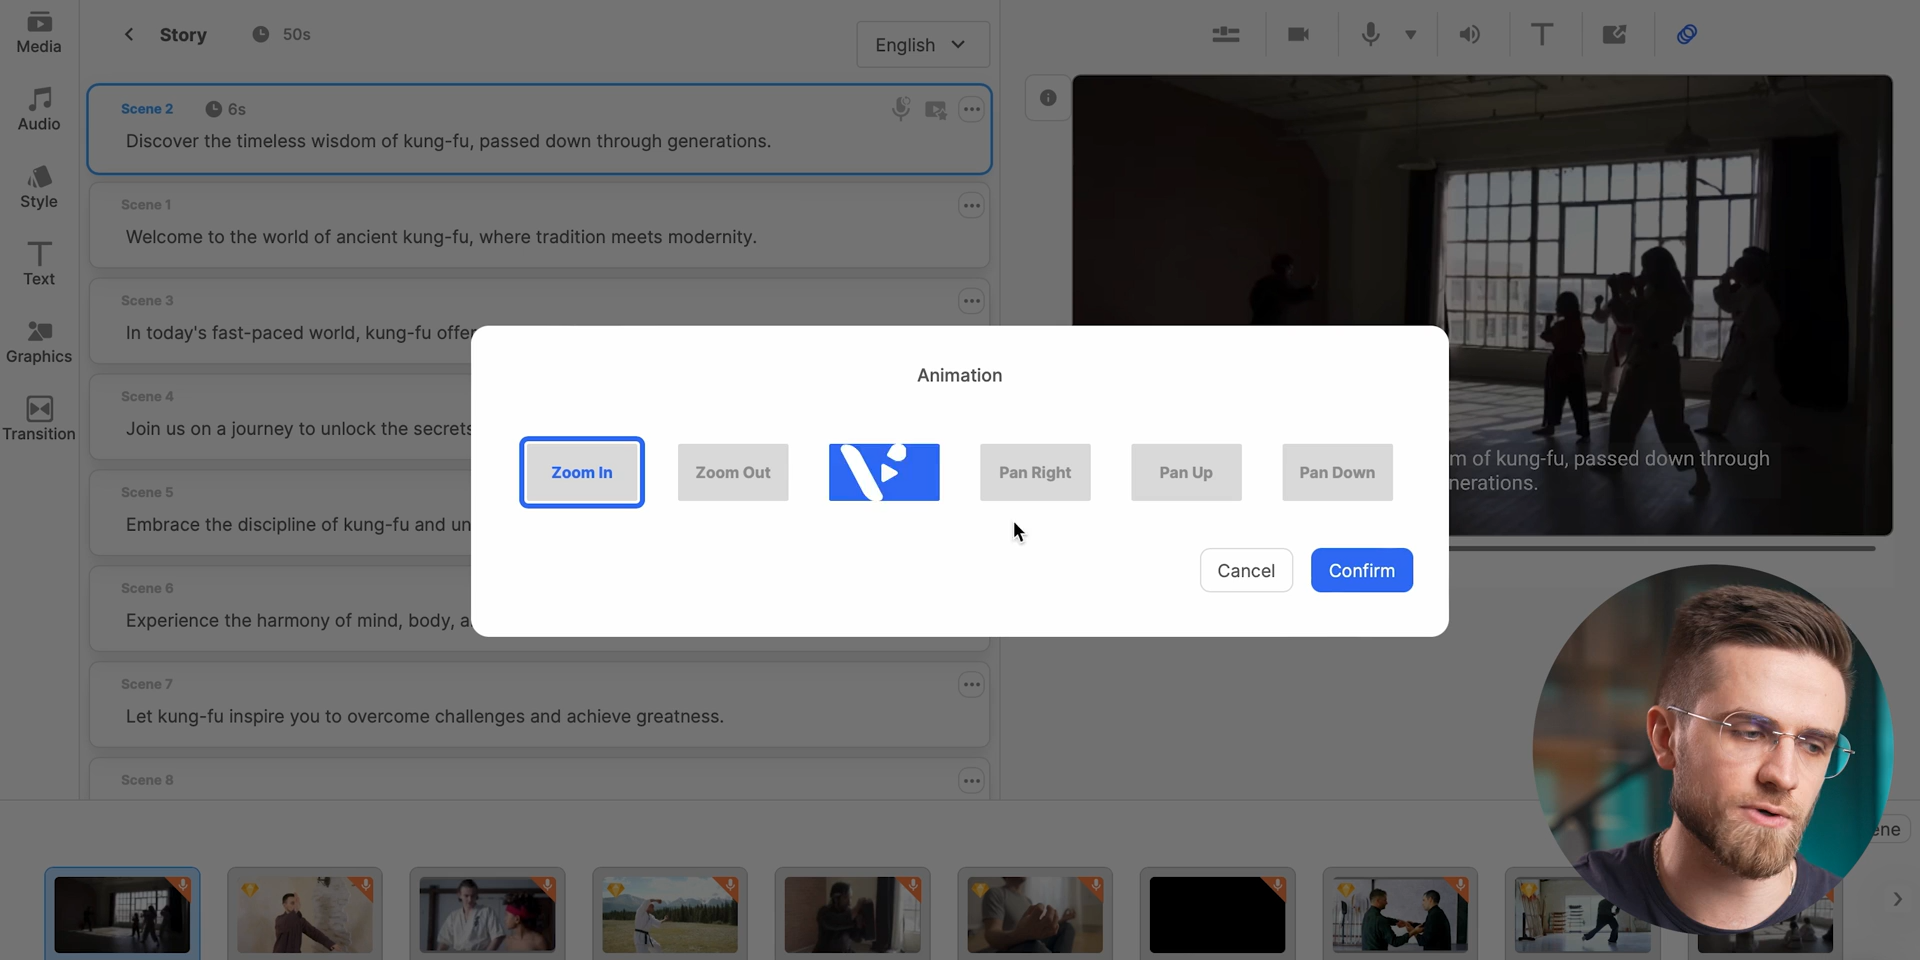 Media
Audio
Style
Text
Graphics
Transition
Story
50s
English
Scene 2
6s
Discover the timeless wisdom of kung-fu, passed down through generations.
Scene 1
Welcome to the world of ancient kung-fu, where tradition meets modernity.
Scene 3
In today's fast-paced world, kung-fu offer
Scene 4
Join us on a journey to unlock the secrets
Scene 5
Embrace the discipline of kung-fu and un
Scene 6
Experience the harmony of mind, body, a
Scene 7
Let kung-fu inspire you to overcome challenges and achieve greatness.
Scene 8
Animation
Zoom In
Zoom Out
Pan Right
Pan Up
Pan Down
Cancel
Confirm
m of kung-fu, passed down through
nerations.
ene